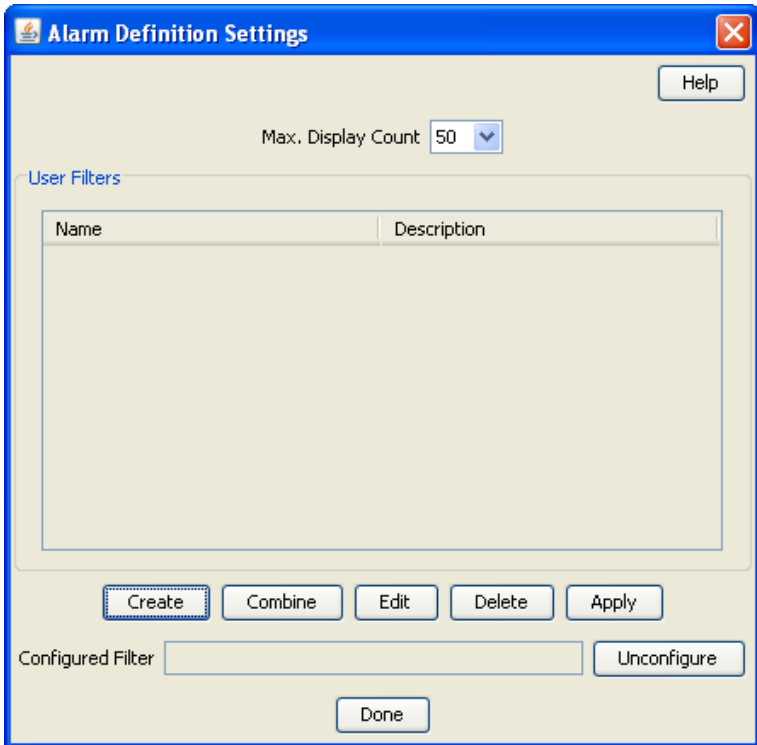 Alarm Definition Settings
Help
Max. Display Count 50
User Filters
Name Description
Create Combine Edit Delete Apply
Configured Filter Unconfigure
Done